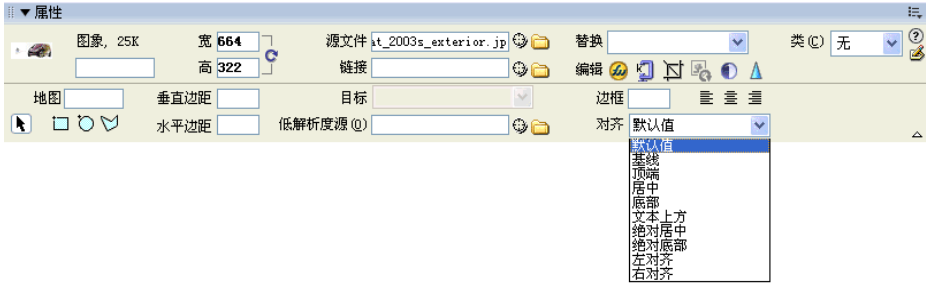 属性
图象, 25K 宽 664 源文件 at_2003s_exterior.jp 替换 类(C) 无
高 322 链接 编辑
地图 垂直边距 目标 边框
水平边距 低解析度源(O) 对齐 默认值
默认值
基线
顶端
居中
底部
文本上方
绝对居中
绝对底部
左对齐
右对齐